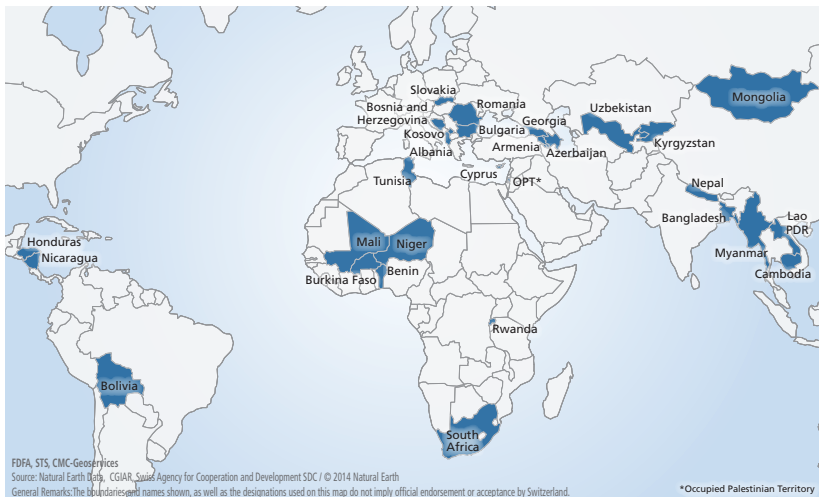 Slovakia
Bosnia and
Herzegovina
Romania
Kosovo
Bulgaria
Albania
Georgia
Armenia
Azerbaijan
Uzbekistan
Kyrgyzstan
Mongolia
Tunisia
Cyprus
OPT*
Nepal
Bangladesh
Lao
PDR
Myanmar
Cambodia
Honduras
Nicaragua
Mali
Niger
Burkina Faso
Benin
Rwanda
Bolivia
South
Africa
FDFA, STS, CMC-Geoservices
Source: Natural Earth Data, CGIAR, Swiss Agency for Cooperation and Development SDC / © 2014 Natural Earth
General Remarks:The boundaries and names shown, as well as the designations used on this map do not imply official endorsement or acceptance by Switzerland.
*Occupied Palestinian Territory